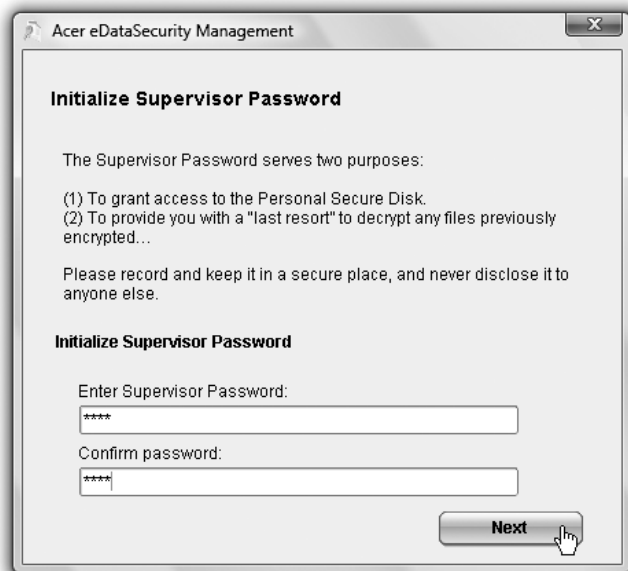 Acer eDataSecurity Management
X
Initialize Supervisor Password
The Supervisor Password serves two purposes:
(1) To grant access to the Personal Secure Disk.
(2) To provide you with a "last resort" to decrypt any files previously
encrypted...
Please record and keep it in a secure place, and never disclose it to
anyone else.
Initialize Supervisor Password
Enter Supervisor Password:
****
Confirm password:
****
Next